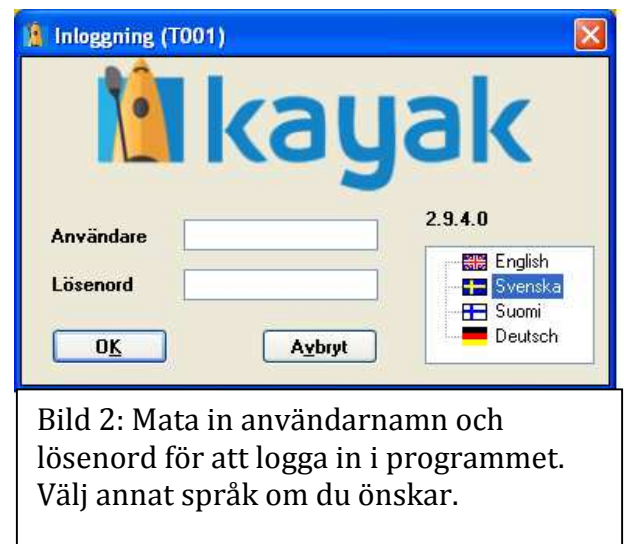 Inloggning (T001)
kayak
2.9.4.0
Användare
Lösenord
English
Svenska
Suomi
Deutsch
OK
Avbryt
Bild 2: Mata in användarnamn och
lösenord för att logga in i programmet.
Välj annat språk om du önskar.